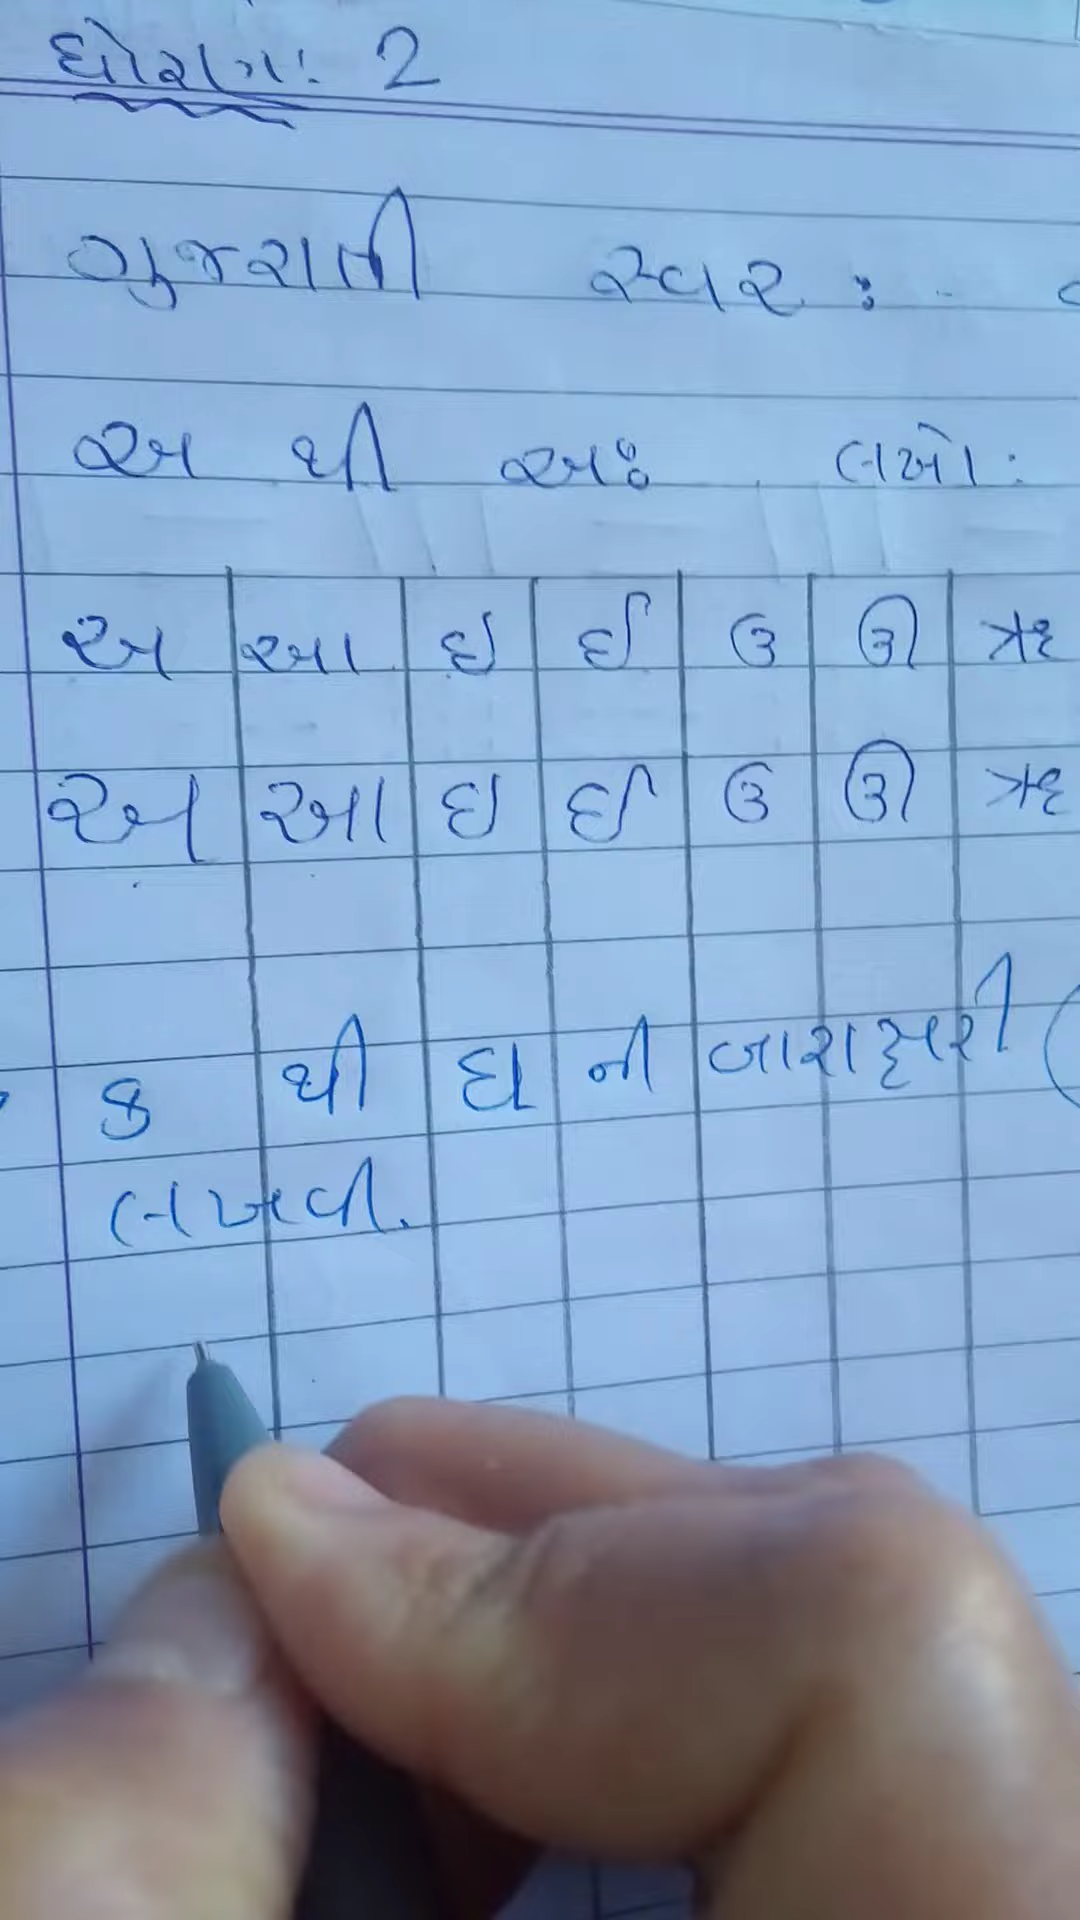 ધોરણ: 2
ગુજરાતી સ્વર :
અ થી અઃ લખો:
અ આ ઇ ઈ ઉ ઊ ઋ
અ આ ઇ ઈ ઉ ઊ ઋ
ક થી ઘ ની બારાક્ષરી (
લખવી.